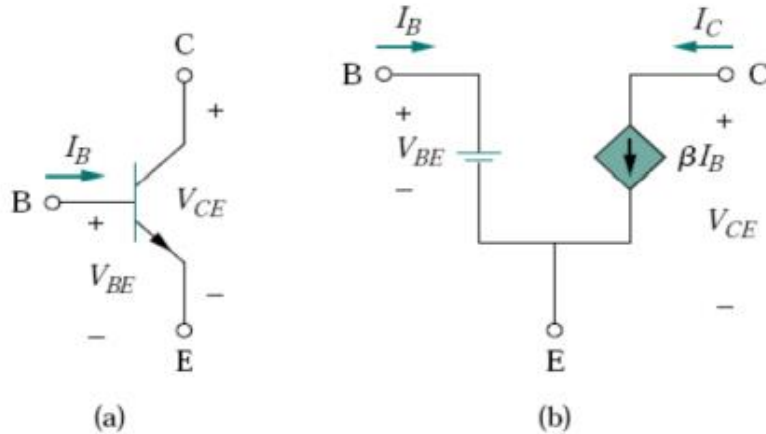 C
+
I_B
B
+
V_CE
V_BE
−
−
E
(a)
I_B
I_C
B
C
+
+
V_BE
βI_B
−
V_CE
−
E
(b)